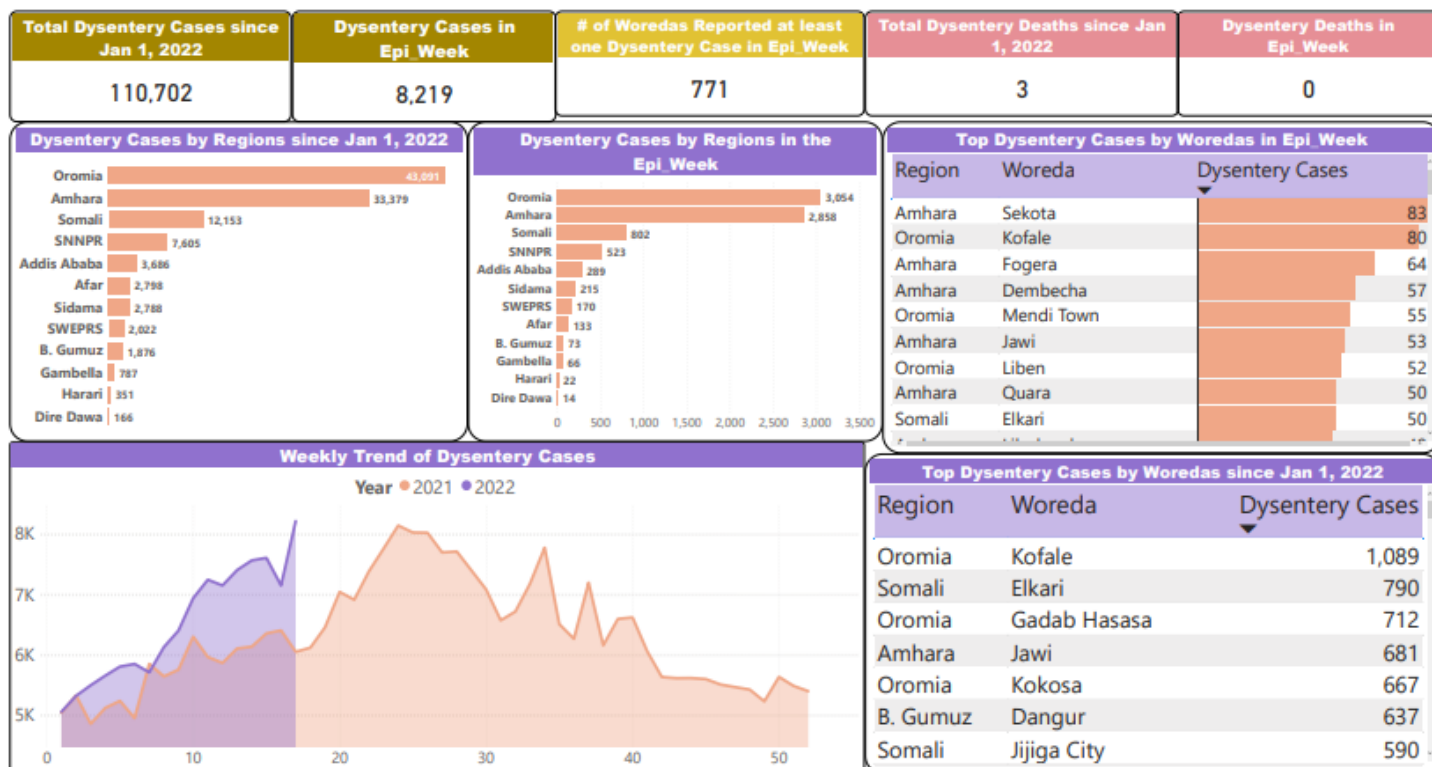 Total Dysentery Cases since
Jan 1, 2022
110,702
Dysentery Cases in
Epi_Week
8,219
# of Woredas Reported at least
one Dysentery Case in Epi_Week
771
Total Dysentery Deaths since Jan
1, 2022
3
Dysentery Deaths in
Epi_Week
0
Dysentery Cases by Regions since Jan 1, 2022
Oromia 43,091
Amhara 33,379
Somali 12,153
SNNPR 7,605
Addis Ababa 3,686
Afar 2,798
Sidama 2,788
SWEPRS 2,022
B. Gumuz 1,876
Gambella 787
Harari 351
Dire Dawa 166
Dysentery Cases by Regions in the
Epi_Week
Oromia 3,054
Amhara 2,858
Somali 802
SNNPR 523
Addis Ababa 289
Sidama 215
SWEPRS 170
Afar 133
B. Gumuz 73
Gambella 66
Harari 22
Dire Dawa 14
0 500 1,000 1,500 2,000 2,500 3,000 3,500
Top Dysentery Cases by Woredas in Epi_Week
Region Woreda Dysentery Cases
Amhara Sekota 83
Oromia Kofale 80
Amhara Fogera 64
Amhara Dembecha 57
Oromia Mendi Town 55
Amhara Jawi 53
Oromia Liben 52
Amhara Quara 50
Somali Elkari 50
Weekly Trend of Dysentery Cases
Year 2021 2022
8K
7K
6K
5K
0 10 20 30 40 50
Top Dysentery Cases by Woredas since Jan 1, 2022
Region Woreda Dysentery Cases
Oromia Kofale 1,089
Somali Elkari 790
Oromia Gadab Hasasa 712
Amhara Jawi 681
Oromia Kokosa 667
B. Gumuz Dangur 637
Somali Jijiga City 590